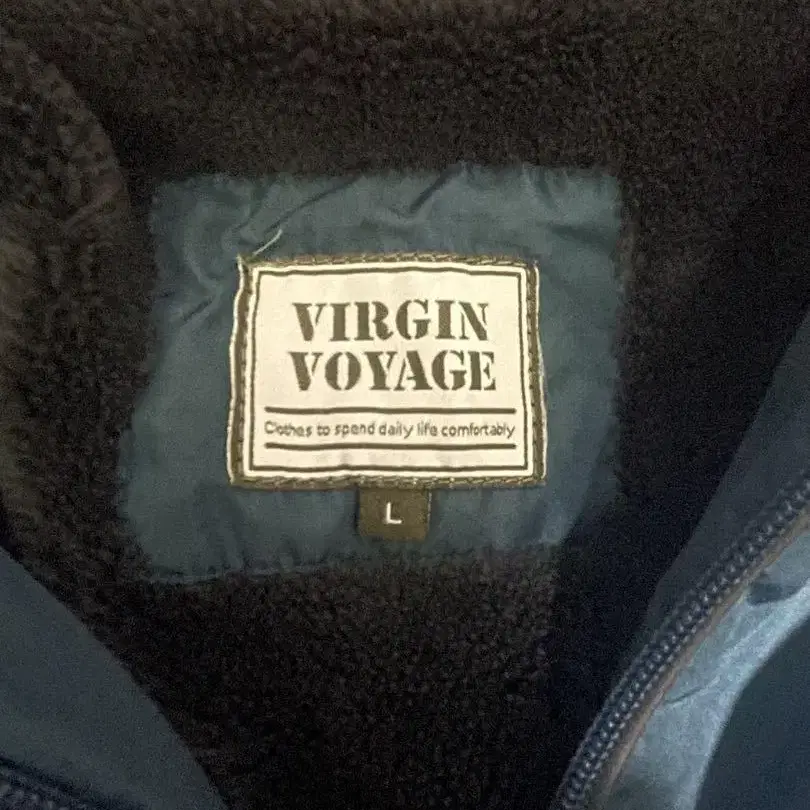 VIRGIN
VOYAGE
Clothes to spend daily life comfortably
L